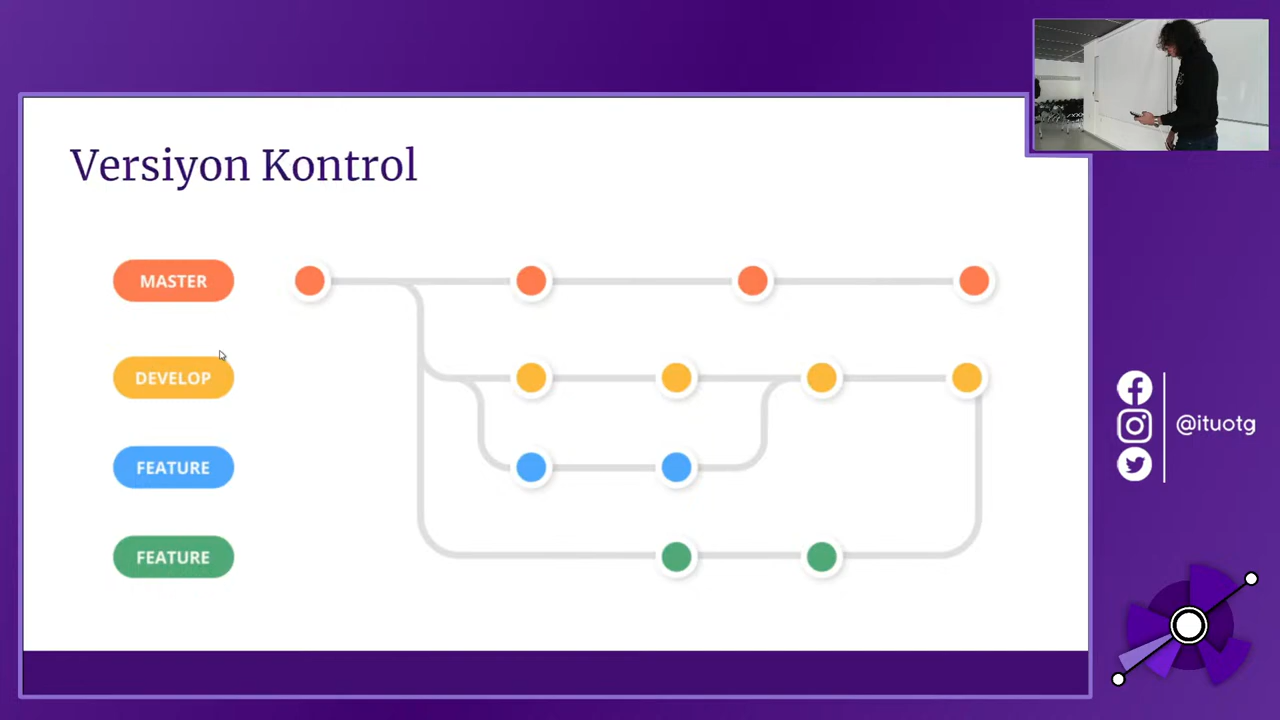 Versiyon Kontrol
MASTER
DEVELOP
FEATURE
FEATURE
@ituotg